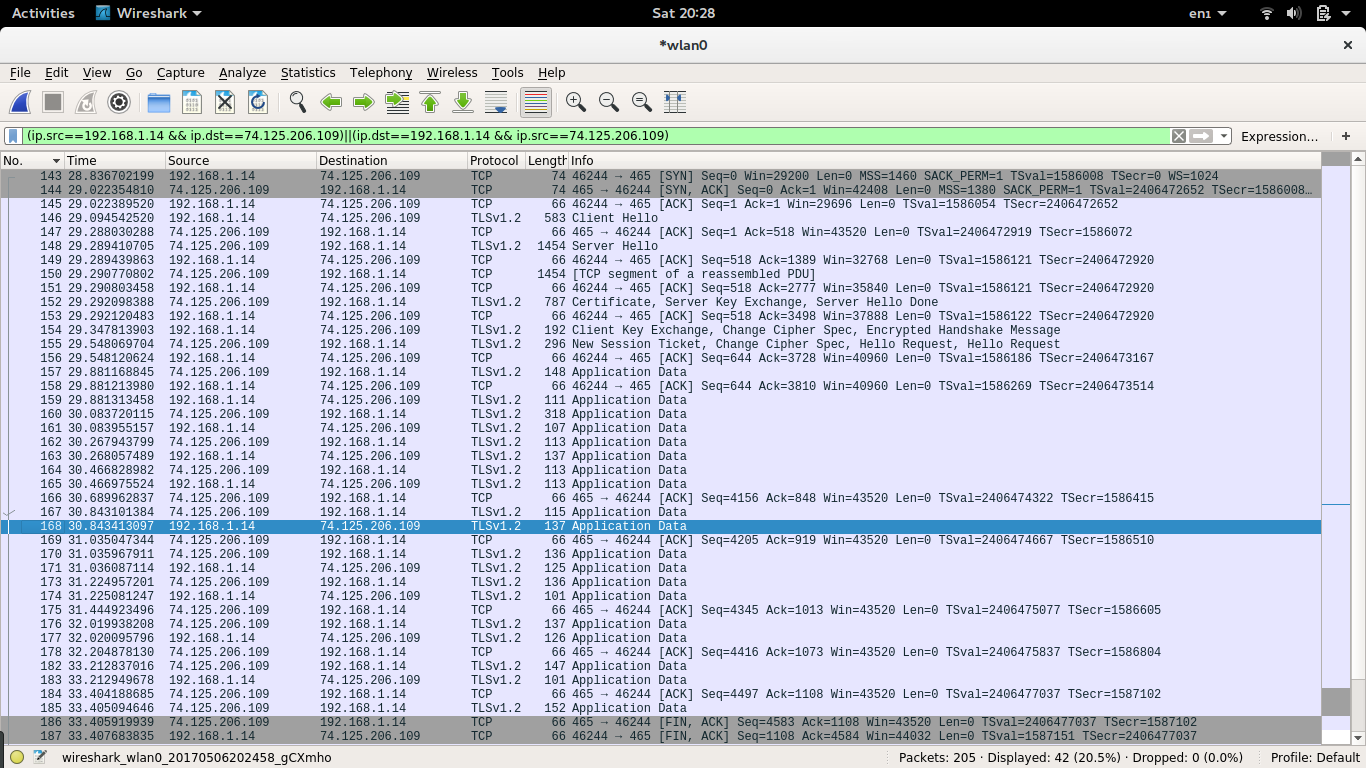 Activities Wireshark Sat 20:28 en1
*wlan0 ×
File Edit View Go Capture Analyze Statistics Telephony Wireless Tools Help
(ip.src==192.168.1.14 && ip.dst==74.125.206.109)||(ip.dst==192.168.1.14 && ip.src==74.125.206.109) Expression... +
No. Time Source Destination Protocol Length Info
143 28.836702199 192.168.1.14 74.125.206.109 TCP 74 46244 → 465 [SYN] Seq=0 Win=29200 Len=0 MSS=1460 SACK_PERM=1 TSval=1586008 TSecr=0 WS=1024
144 29.022354810 74.125.206.109 192.168.1.14 TCP 74 465 → 46244 [SYN, ACK] Seq=0 Ack=1 Win=42408 Len=0 MSS=1380 SACK_PERM=1 TSval=2406472652 TSecr=1586008...
145 29.022389520 192.168.1.14 74.125.206.109 TCP 66 46244 → 465 [ACK] Seq=1 Ack=1 Win=29696 Len=0 TSval=1586054 TSecr=2406472652
146 29.094542520 192.168.1.14 74.125.206.109 TLSv1.2 583 Client Hello
147 29.288030288 74.125.206.109 192.168.1.14 TCP 66 465 → 46244 [ACK] Seq=1 Ack=518 Win=43520 Len=0 TSval=2406472919 TSecr=1586072
148 29.289410705 74.125.206.109 192.168.1.14 TLSv1.2 1454 Server Hello
149 29.289439863 192.168.1.14 74.125.206.109 TCP 66 46244 → 465 [ACK] Seq=518 Ack=1389 Win=32768 Len=0 TSval=1586121 TSecr=2406472920
150 29.290770802 74.125.206.109 192.168.1.14 TCP 1454 [TCP segment of a reassembled PDU]
151 29.290803458 192.168.1.14 74.125.206.109 TCP 66 46244 → 465 [ACK] Seq=518 Ack=2777 Win=35840 Len=0 TSval=1586121 TSecr=2406472920
152 29.292098388 74.125.206.109 192.168.1.14 TLSv1.2 787 Certificate, Server Key Exchange, Server Hello Done
153 29.292120483 192.168.1.14 74.125.206.109 TCP 66 46244 → 465 [ACK] Seq=518 Ack=3498 Win=37888 Len=0 TSval=1586122 TSecr=2406472920
154 29.347813903 192.168.1.14 74.125.206.109 TLSv1.2 192 Client Key Exchange, Change Cipher Spec, Encrypted Handshake Message
155 29.548069704 74.125.206.109 192.168.1.14 TLSv1.2 296 New Session Ticket, Change Cipher Spec, Hello Request, Hello Request
156 29.548120624 192.168.1.14 74.125.206.109 TCP 66 46244 → 465 [ACK] Seq=644 Ack=3728 Win=40960 Len=0 TSval=1586186 TSecr=2406473167
157 29.881168845 74.125.206.109 192.168.1.14 TLSv1.2 148 Application Data
158 29.881213980 192.168.1.14 74.125.206.109 TCP 66 46244 → 465 [ACK] Seq=644 Ack=3810 Win=40960 Len=0 TSval=1586269 TSecr=2406473514
159 29.881313458 192.168.1.14 74.125.206.109 TLSv1.2 111 Application Data
160 30.083720115 74.125.206.109 192.168.1.14 TLSv1.2 318 Application Data
161 30.083955157 192.168.1.14 74.125.206.109 TLSv1.2 107 Application Data
162 30.267943799 74.125.206.109 192.168.1.14 TLSv1.2 113 Application Data
163 30.268057489 192.168.1.14 74.125.206.109 TLSv1.2 137 Application Data
164 30.466828982 74.125.206.109 192.168.1.14 TLSv1.2 113 Application Data
165 30.466975524 192.168.1.14 74.125.206.109 TLSv1.2 113 Application Data
166 30.689962837 74.125.206.109 192.168.1.14 TCP 66 465 → 46244 [ACK] Seq=4156 Ack=848 Win=43520 Len=0 TSval=2406474322 TSecr=1586415
167 30.843101384 74.125.206.109 192.168.1.14 TLSv1.2 115 Application Data
168 30.843413097 192.168.1.14 74.125.206.109 TLSv1.2 137 Application Data
169 31.035047344 74.125.206.109 192.168.1.14 TCP 66 465 → 46244 [ACK] Seq=4205 Ack=919 Win=43520 Len=0 TSval=2406474667 TSecr=1586510
170 31.035967911 74.125.206.109 192.168.1.14 TLSv1.2 136 Application Data
171 31.036087114 192.168.1.14 74.125.206.109 TLSv1.2 125 Application Data
173 31.224957201 74.125.206.109 192.168.1.14 TLSv1.2 136 Application Data
174 31.225081247 192.168.1.14 74.125.206.109 TLSv1.2 101 Application Data
175 31.444923496 74.125.206.109 192.168.1.14 TCP 66 465 → 46244 [ACK] Seq=4345 Ack=1013 Win=43520 Len=0 TSval=2406475077 TSecr=1586605
176 32.019938208 74.125.206.109 192.168.1.14 TLSv1.2 137 Application Data
177 32.020095796 192.168.1.14 74.125.206.109 TLSv1.2 126 Application Data
178 32.204878130 74.125.206.109 192.168.1.14 TCP 66 465 → 46244 [ACK] Seq=4416 Ack=1073 Win=43520 Len=0 TSval=2406475837 TSecr=1586804
182 33.212837016 74.125.206.109 192.168.1.14 TLSv1.2 147 Application Data
183 33.212949678 192.168.1.14 74.125.206.109 TLSv1.2 101 Application Data
184 33.404188685 74.125.206.109 192.168.1.14 TCP 66 465 → 46244 [ACK] Seq=4497 Ack=1108 Win=43520 Len=0 TSval=2406477037 TSecr=1587102
185 33.405094646 74.125.206.109 192.168.1.14 TLSv1.2 152 Application Data
186 33.405919939 74.125.206.109 192.168.1.14 TCP 66 465 → 46244 [FIN, ACK] Seq=4583 Ack=1108 Win=43520 Len=0 TSval=2406477037 TSecr=1587102
187 33.407683835 192.168.1.14 74.125.206.109 TCP 66 46244 → 465 [FIN, ACK] Seq=1108 Ack=4584 Win=44032 Len=0 TSval=1587151 TSecr=2406477037
wireshark_wlan0_20170506202458_gCXmho Packets: 205 · Displayed: 42 (20.5%) · Dropped: 0 (0.0%) Profile: Default